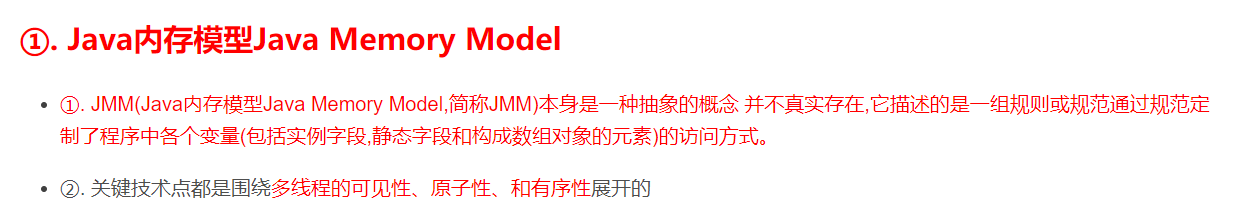 ①. Java内存模型Java Memory Model
• ①. JMM(Java内存模型Java Memory Model,简称JMM)本身是一种抽象的概念 并不真实存在,它描述的是一组规则或规范通过规范定
制了程序中各个变量(包括实例字段,静态字段和构成数组对象的元素)的访问方式。
• ②. 关键技术点都是围绕多线程的可见性、原子性、和有序性展开的